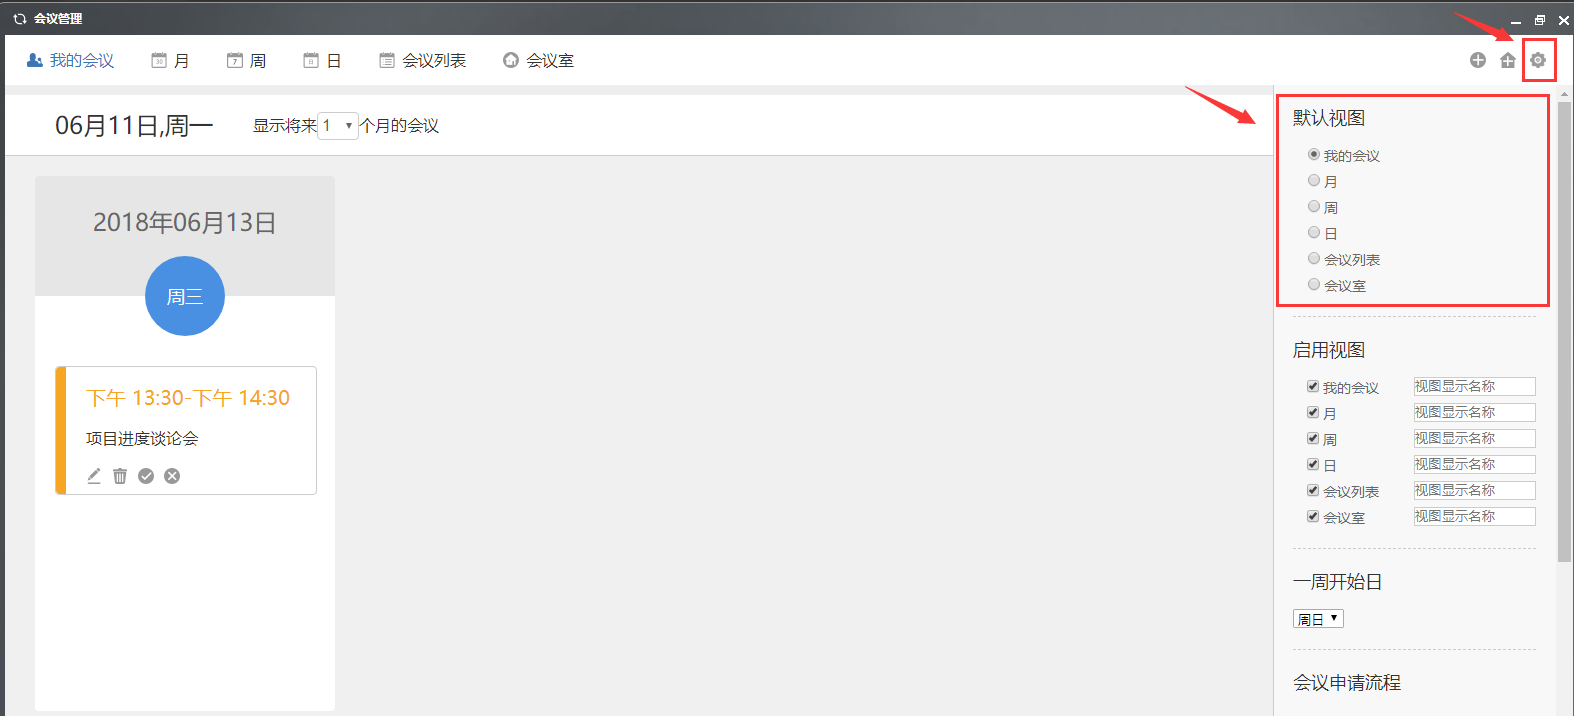 会议管理
我的会议 月 周 日 会议列表 会议室
06月11日,周一 显示将来 1 个月的会议
2018年06月13日
周三
下午 13:30-下午 14:30
项目进度谈论会
默认视图
我的会议
月
周
日
会议列表
会议室
启用视图
我的会议 视图显示名称
月 视图显示名称
周 视图显示名称
日 视图显示名称
会议列表 视图显示名称
会议室 视图显示名称
一周开始日
周日
会议申请流程